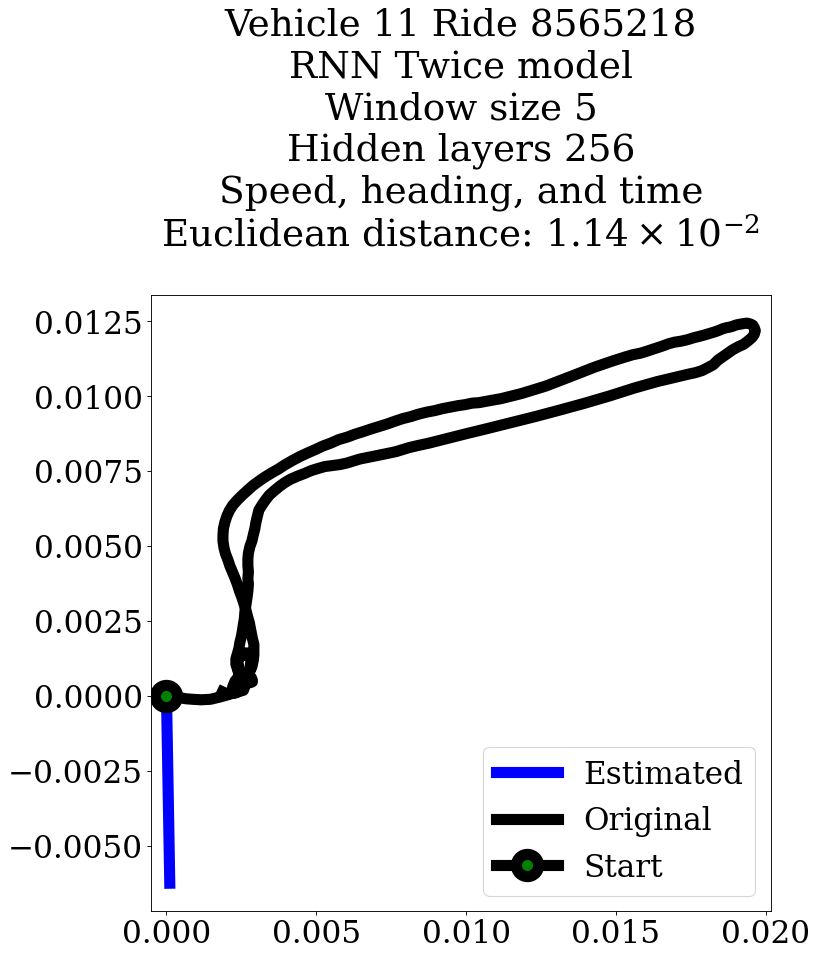 Vehicle 11 Ride 8565218
RNN Twice model
Window size 5
Hidden layers 256
Speed, heading, and time
Euclidean distance: 1.14 × 10⁻²
0.0125
0.0100
0.0075
0.0050
0.0025
0.0000
−0.0025
−0.0050
Estimated
Original
Start
0.000 0.005 0.010 0.015 0.020